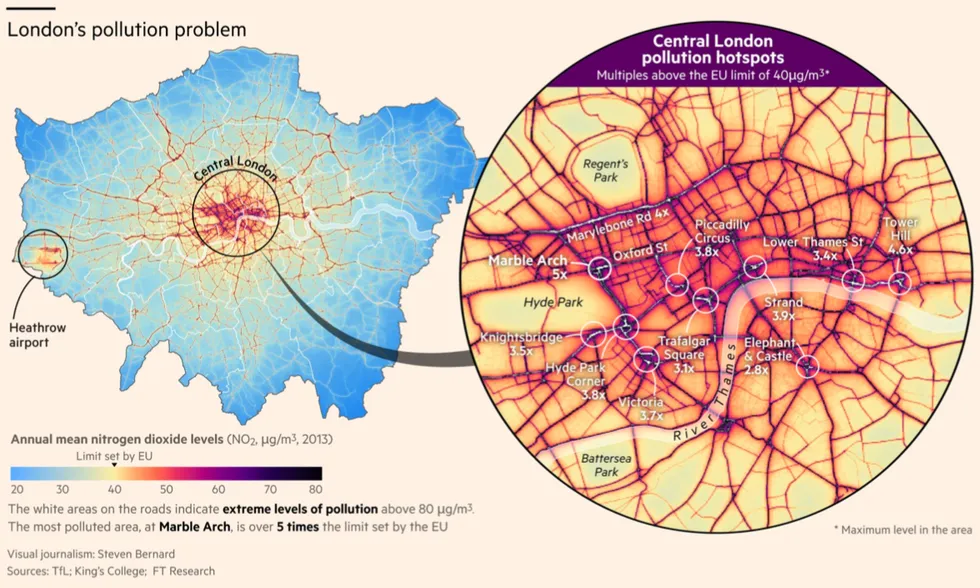 London's pollution problem
Central London
pollution hotspots
Multiples above the EU limit of 40µg/m³*
Central London
Heathrow
airport
Regent's
Park
Marylebone Rd 4x
Piccadilly
Circus
3.8x
Tower
Hill
4.6x
Lower Thames St
3.4x
Oxford St
Marble Arch
5x
Hyde Park
Strand
3.9x
Knightsbridge
3.5x
Trafalgar
Square
3.1x
Elephant
& Castle
2.8x
Hyde Park
Corner
3.8x
Victoria
3.7x
River Thames
Battersea
Park
Annual mean nitrogen dioxide levels (NO₂, µg/m³, 2013)
Limit set by EU
20 30 40 50 60 70 80
The white areas on the roads indicate extreme levels of pollution above 80 µg/m³.
The most polluted area, at Marble Arch, is over 5 times the limit set by the EU
* Maximum level in the area
Visual journalism: Steven Bernard
Sources: TfL; King's College; FT Research